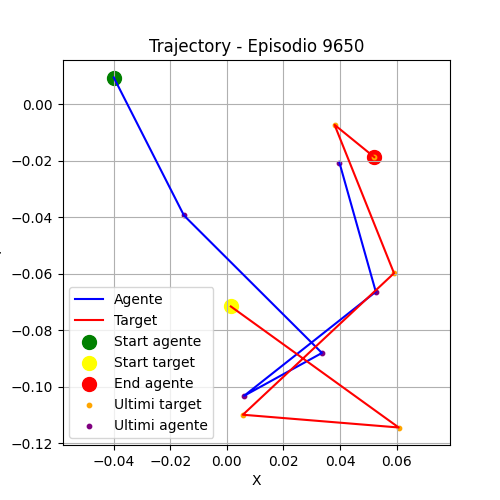 Trajectory - Episodio 9650
0.00
−0.02
−0.04
−0.06
−0.08
−0.10
−0.12
Agente
Target
Start agente
Start target
End agente
Ultimi target
Ultimi agente
−0.04
−0.02
0.00
0.02
0.04
0.06
X